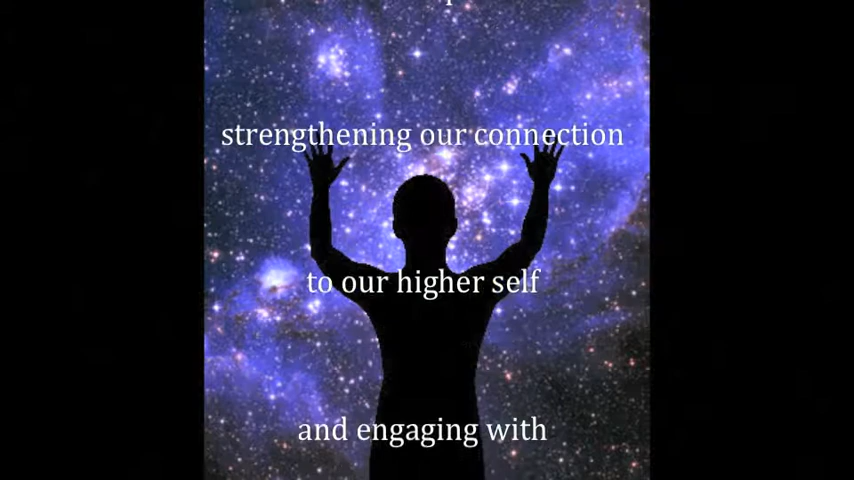 strengthening our connection
to our higher self
and engaging with